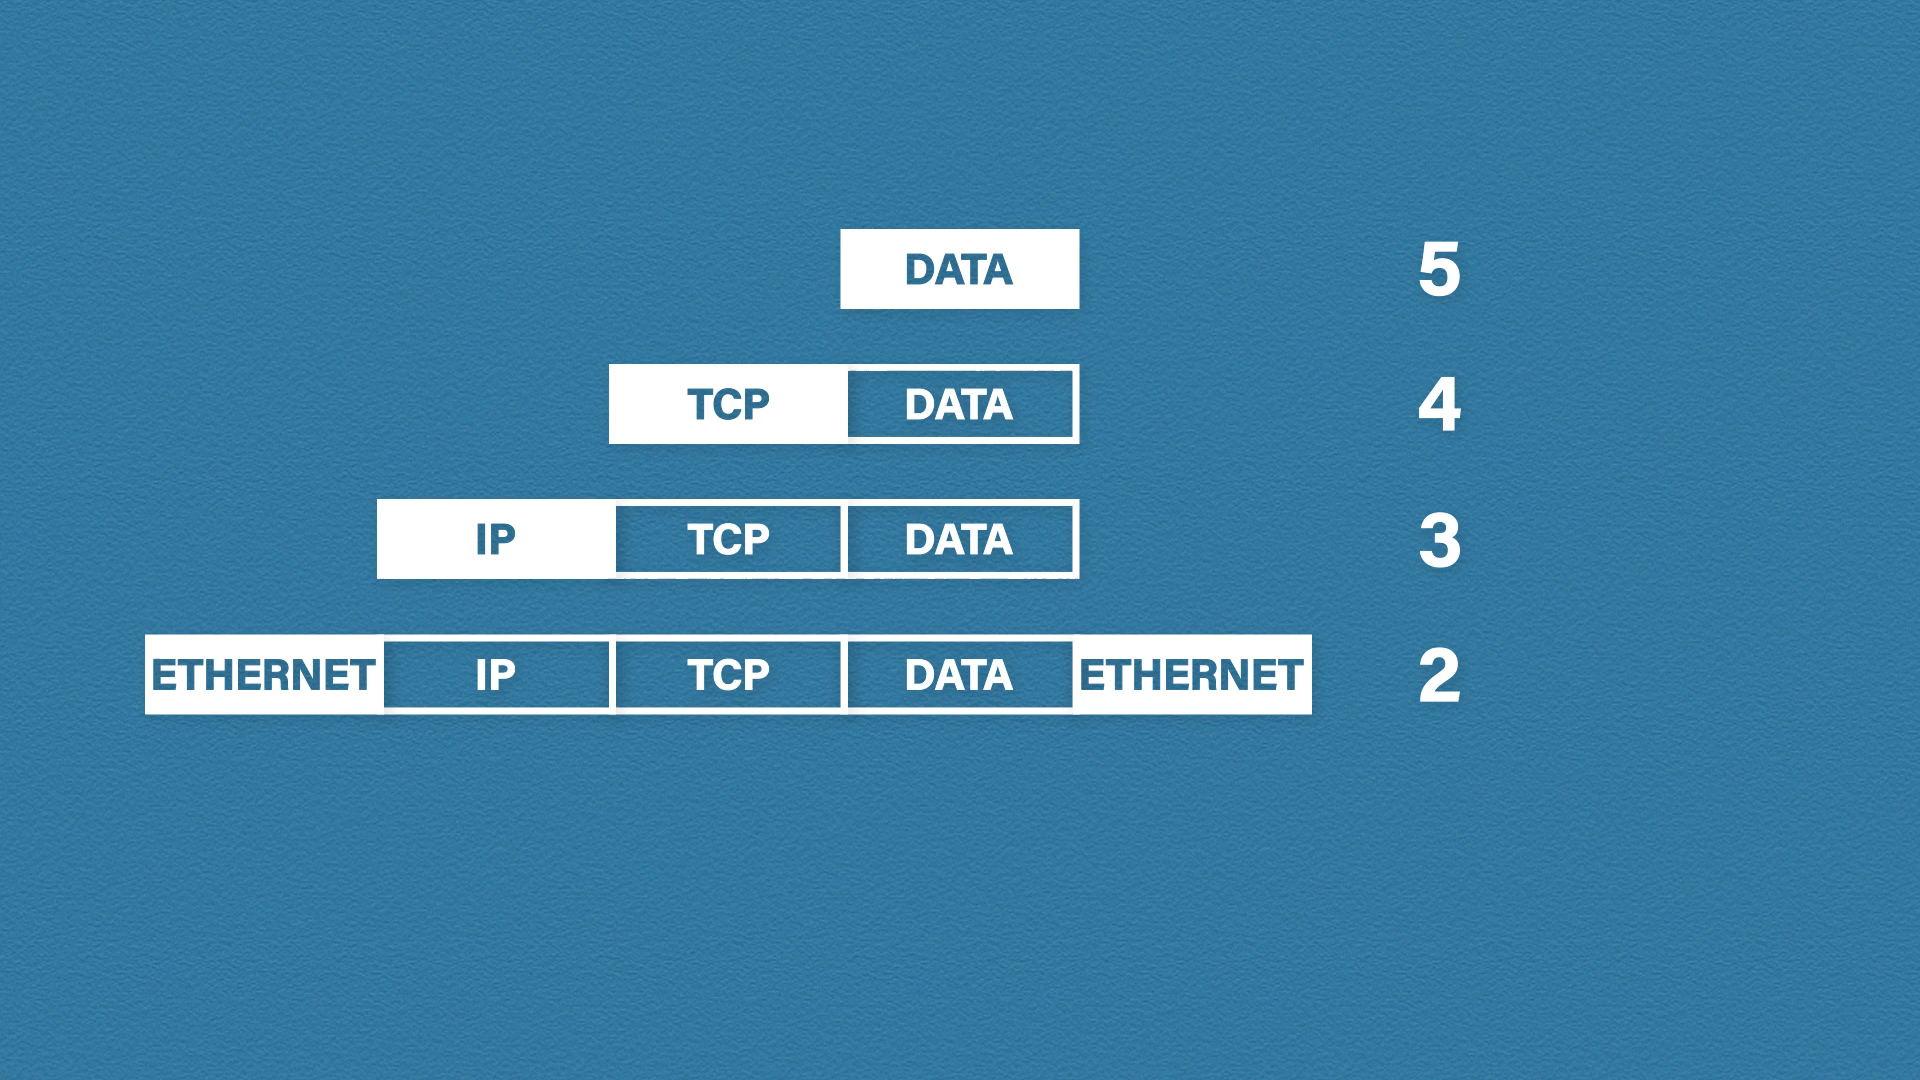 DATA 5
TCP DATA 4
IP TCP DATA 3
ETHERNET IP TCP DATA ETHERNET 2